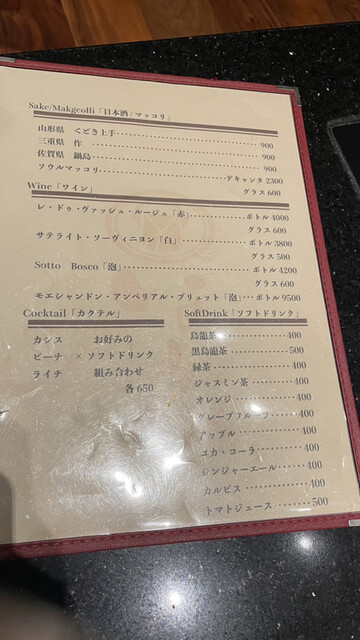 Sake/Makgeolli「日本酒/マッコリ」
山形県 くどき上手 900
三重県 作 900
佐賀県 鍋島 900
ソウルマッコリ デキャンタ 2300
グラス 600
Wine「ワイン」
レ・ドゥ・ヴァッシュ・ルージュ「赤」 ボトル 4000
グラス 600
サテライト・ソーヴィニヨン「白」 ボトル 3800
グラス 500
Sotto Bosco「泡」 ボトル 4200
グラス 600
モエシャンドン・アンペリアル・ブリュット「泡」 ボトル 9500
Cocktail「カクテル」
カシス お好みの
ピーチ × ソフトドリンク
ライチ 組み合わせ
各 650
SoftDrink「ソフトドリンク」
烏龍茶 400
黒烏龍茶 500
緑茶 400
ジャスミン茶 400
オレンジ 400
グレープフルーツ 400
アップル 400
コカ・コーラ 400
ジンジャーエール 400
カルピス 400
トマトジュース 500